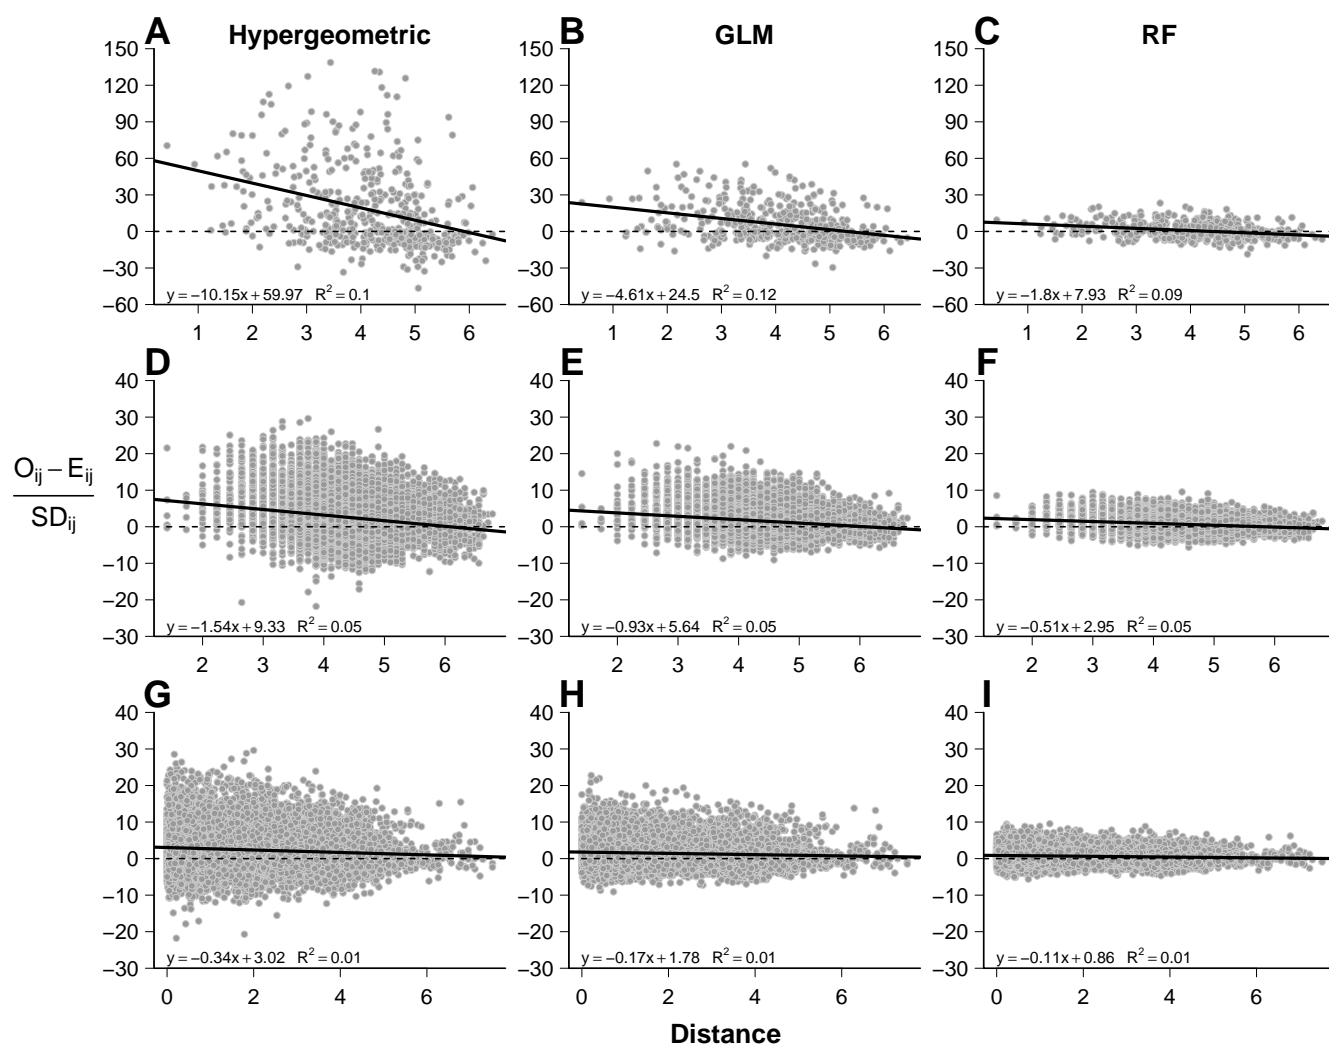 A Hypergeometric
B GLM
C RF
150
120
90
60
30
0
−30
−60
y = −10.15x + 59.97 R² = 0.1
1 2 3 4 5 6
150
120
90
60
30
0
−30
−60
y = −4.61x + 24.5 R² = 0.12
1 2 3 4 5 6
150
120
90
60
30
0
−30
−60
y = −1.8x + 7.93 R² = 0.09
1 2 3 4 5 6
Oij − Eij
SDij
D
40
30
20
10
0
−10
−20
−30
y = −1.54x + 9.33 R² = 0.05
2 3 4 5 6
E
40
30
20
10
0
−10
−20
−30
y = −0.93x + 5.64 R² = 0.05
2 3 4 5 6
F
40
30
20
10
0
−10
−20
−30
y = −0.51x + 2.95 R² = 0.05
2 3 4 5 6
G
40
30
20
10
0
−10
−20
−30
y = −0.34x + 3.02 R² = 0.01
0 2 4 6
H
40
30
20
10
0
−10
−20
−30
y = −0.17x + 1.78 R² = 0.01
0 2 4 6
I
40
30
20
10
0
−10
−20
−30
y = −0.11x + 0.86 R² = 0.01
0 2 4 6
Distance